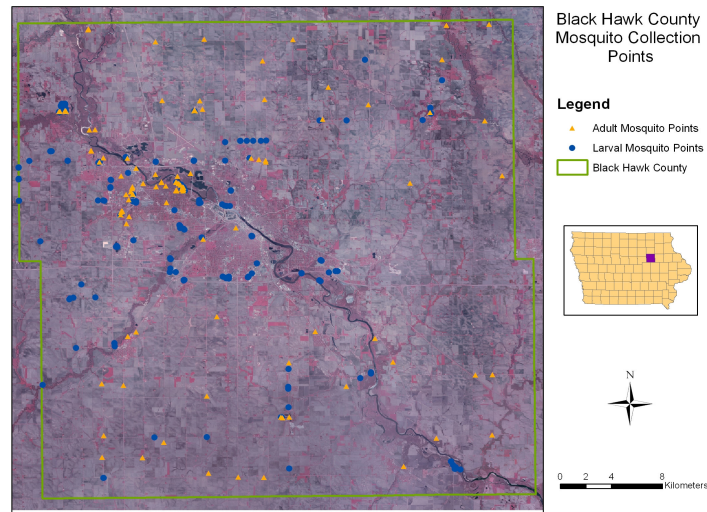 Black Hawk County
Mosquito Collection
Points
Legend
Adult Mosquito Points
Larval Mosquito Points
Black Hawk County
N
0 2 4 8
Kilometers